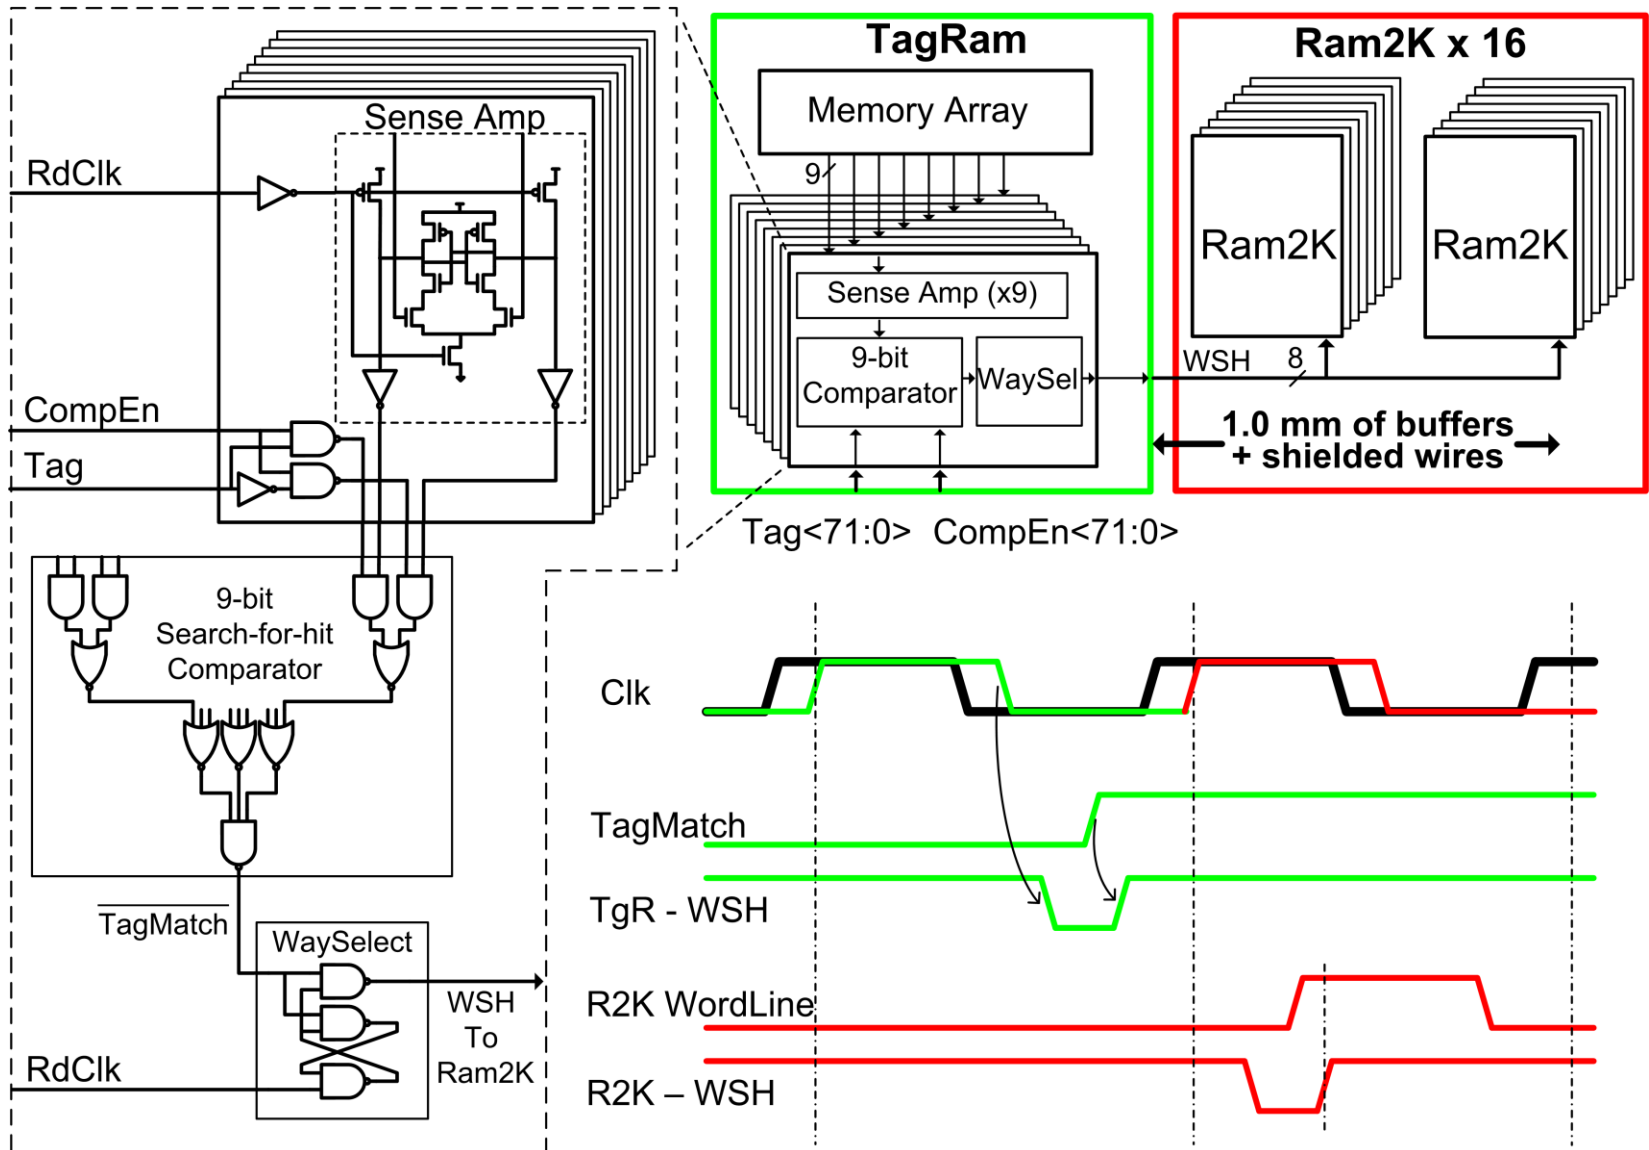 Sense Amp
RdClk
CompEn
Tag
9-bit
Search-for-hit
Comparator
TagMatch
WaySelect
WSH
To
Ram2K
RdClk
TagRam
Memory Array
9
Sense Amp (x9)
9-bit
Comparator
WaySel
Tag<71:0> CompEn<71:0>
Ram2K x 16
Ram2K
Ram2K
WSH
8
1.0 mm of buffers
+ shielded wires
Clk
TagMatch
TgR - WSH
R2K WordLine
R2K – WSH